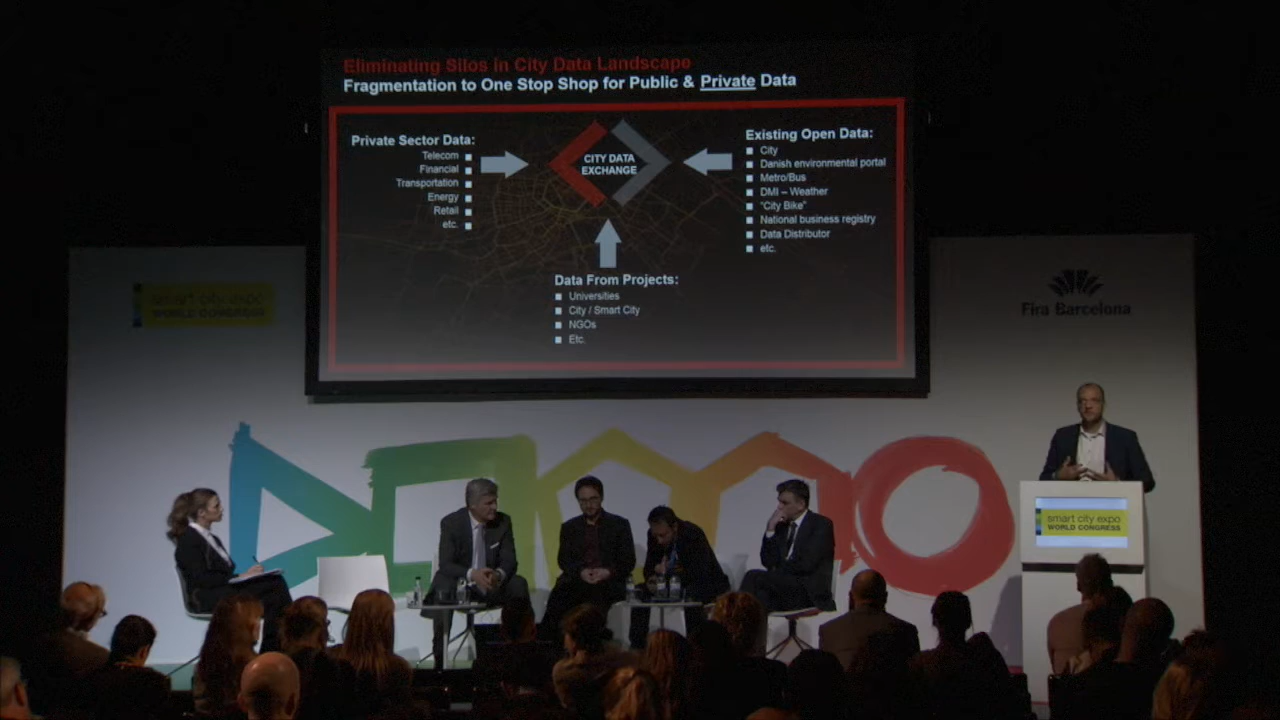 Eliminating Silos in City Data Landscape
Fragmentation to One Stop Shop for Public & Private Data
Private Sector Data:
Telecom
Financial
Transportation
Energy
Retail
etc.
CITY DATA
EXCHANGE
Existing Open Data:
City
Danish environmental portal
Metro/Bus
DMI – Weather
"City Bike"
National business registry
Data Distributor
etc.
Data From Projects:
Universities
City / Smart City
NGOs
Etc.
smart city expo
WORLD CONGRESS
Fira Barcelona
smart city expo
WORLD CONGRESS